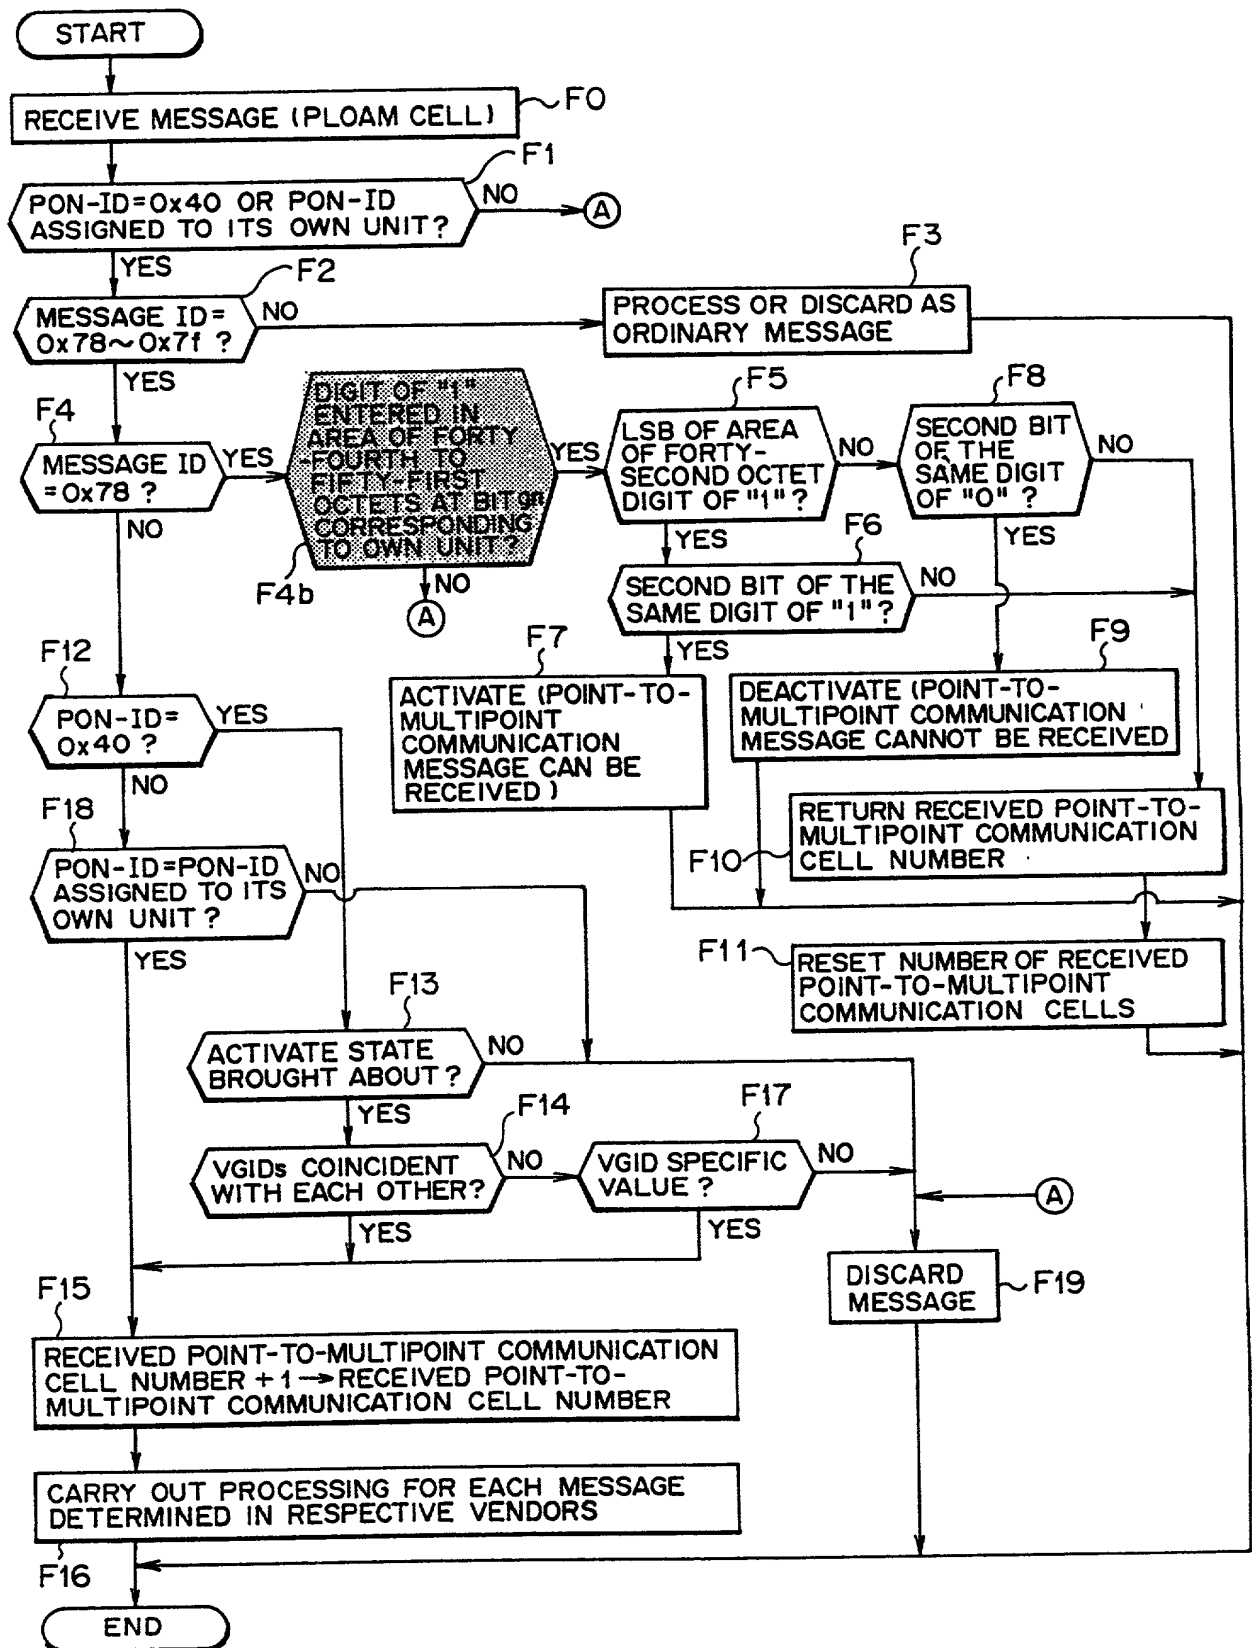 START
RECEIVE MESSAGE (PLOAM CELL)
F0
F1
PON-ID=0x40 OR PON-ID
ASSIGNED TO ITS OWN UNIT?
NO
A
YES
F2
MESSAGE ID=
0x78~0x7f ?
NO
F3
PROCESS OR DISCARD AS
ORDINARY MESSAGE
YES
F4
MESSAGE ID
=0x78 ?
YES
NO
DIGIT OF "1"
ENTERED IN
AREA OF FORTY
-FOURTH TO
FIFTY-FIRST
OCTETS AT BIT gn
CORRESPONDING
TO OWN UNIT?
F4b
YES
NO
A
F5
LSB OF AREA
OF FORTY-
SECOND OCTET
DIGIT OF "1" ?
NO
YES
F8
SECOND BIT
OF THE
SAME DIGIT
OF "0" ?
NO
YES
F6
SECOND BIT OF THE
SAME DIGIT OF "1" ?
NO
YES
F7
ACTIVATE (POINT-TO-
MULTIPOINT
COMMUNICATION
MESSAGE CAN BE
RECEIVED)
F9
DEACTIVATE (POINT-TO-
MULTIPOINT COMMUNICATION
MESSAGE CANNOT BE RECEIVED
F12
PON-ID=
0x40 ?
YES
NO
F10
RETURN RECEIVED POINT-TO-
MULTIPOINT COMMUNICATION
CELL NUMBER
F18
PON-ID=PON-ID
ASSIGNED TO ITS
OWN UNIT ?
NO
YES
F11
RESET NUMBER OF RECEIVED
POINT-TO-MULTIPOINT
COMMUNICATION CELLS
F13
ACTIVATE STATE
BROUGHT ABOUT ?
NO
YES
F14
VGIDs COINCIDENT
WITH EACH OTHER?
NO
YES
F17
VGID SPECIFIC
VALUE ?
NO
YES
A
DISCARD
MESSAGE
F19
F15
RECEIVED POINT-TO-MULTIPOINT COMMUNICATION
CELL NUMBER +1→RECEIVED POINT-TO-
MULTIPOINT COMMUNICATION CELL NUMBER
CARRY OUT PROCESSING FOR EACH MESSAGE
DETERMINED IN RESPECTIVE VENDORS
F16
END